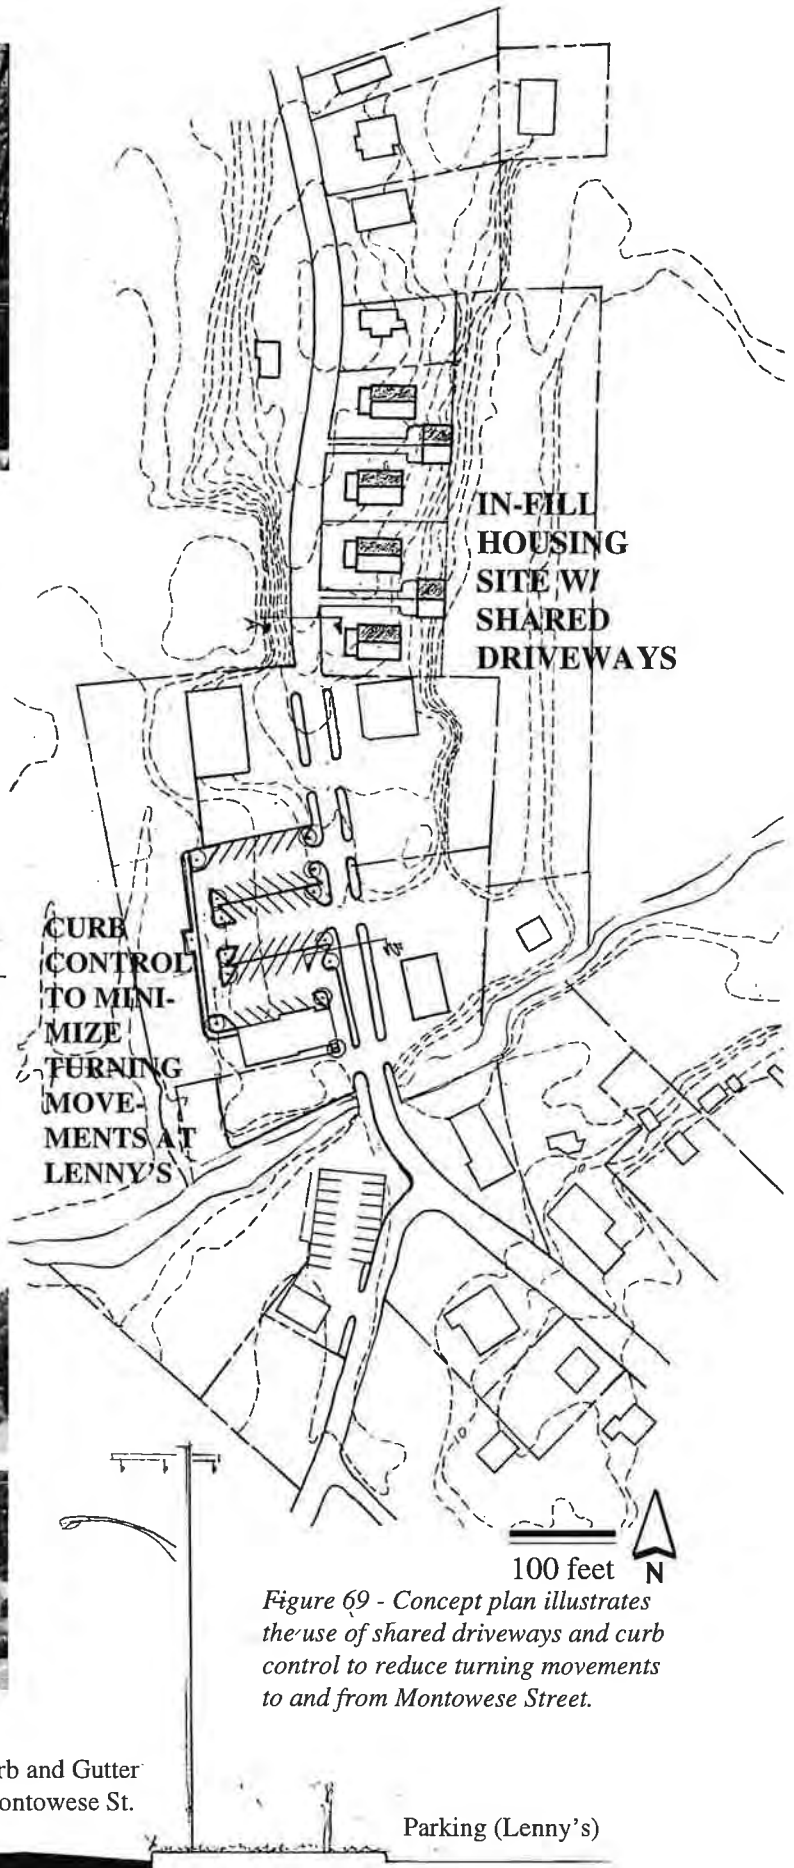 IN-FILL
HOUSING
SITE W/
SHARED
DRIVEWAYS
CURB
CONTROL
TO MINI-
MIZE
TURNING
MOVE-
MENTS AT
LENNY'S
10
100 feet
N
Figure 69 - Concept plan illustrates
the use of shared driveways and curb
control to reduce turning movements
to and from Montowese Street.
rb and Gutter
ontowese St.
Parking (Lenny's)